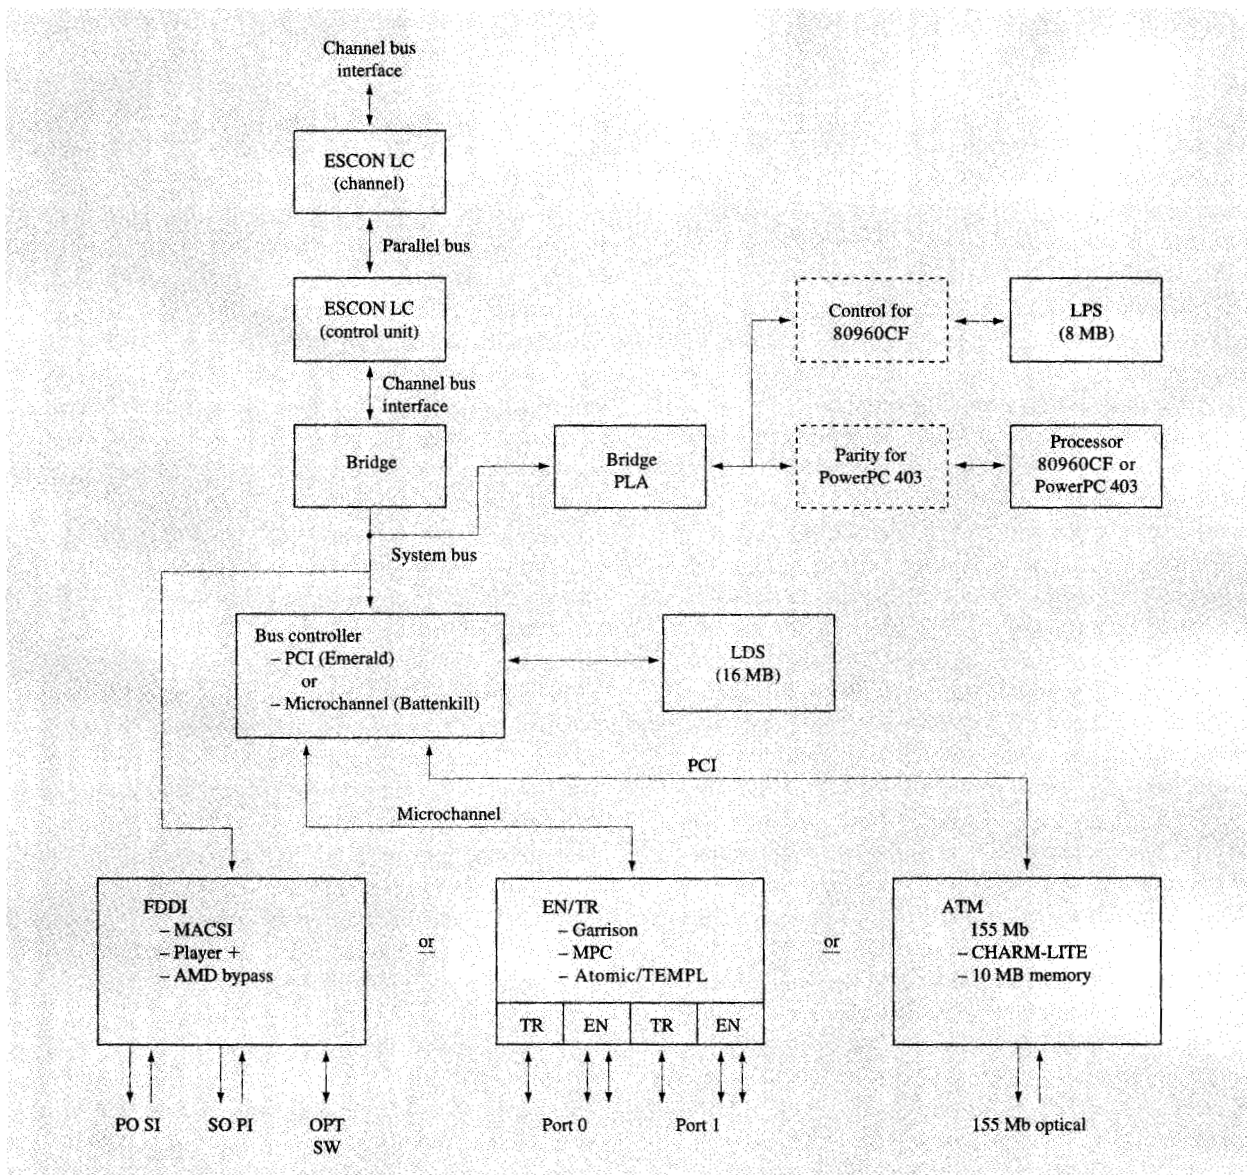 Channel bus
interface
ESCON LC
(channel)
Parallel bus
ESCON LC
(control unit)
Control for
80960CF
LPS
(8 MB)
Channel bus
interface
Bridge
Bridge
PLA
Parity for
PowerPC 403
Processor
80960CF or
PowerPC 403
System bus
Bus controller
– PCI (Emerald)
or
– Microchannel (Battenkill)
LDS
(16 MB)
PCI
Microchannel
FDDI
– MACSI
– Player +
– AMD bypass
or
EN/TR
– Garrison
– MPC
– Atomic/TEMPL
TR
EN
TR
EN
or
ATM
155 Mb
– CHARM-LITE
– 10 MB memory
PO SI
SO PI
OPT
SW
Port 0
Port 1
155 Mb optical